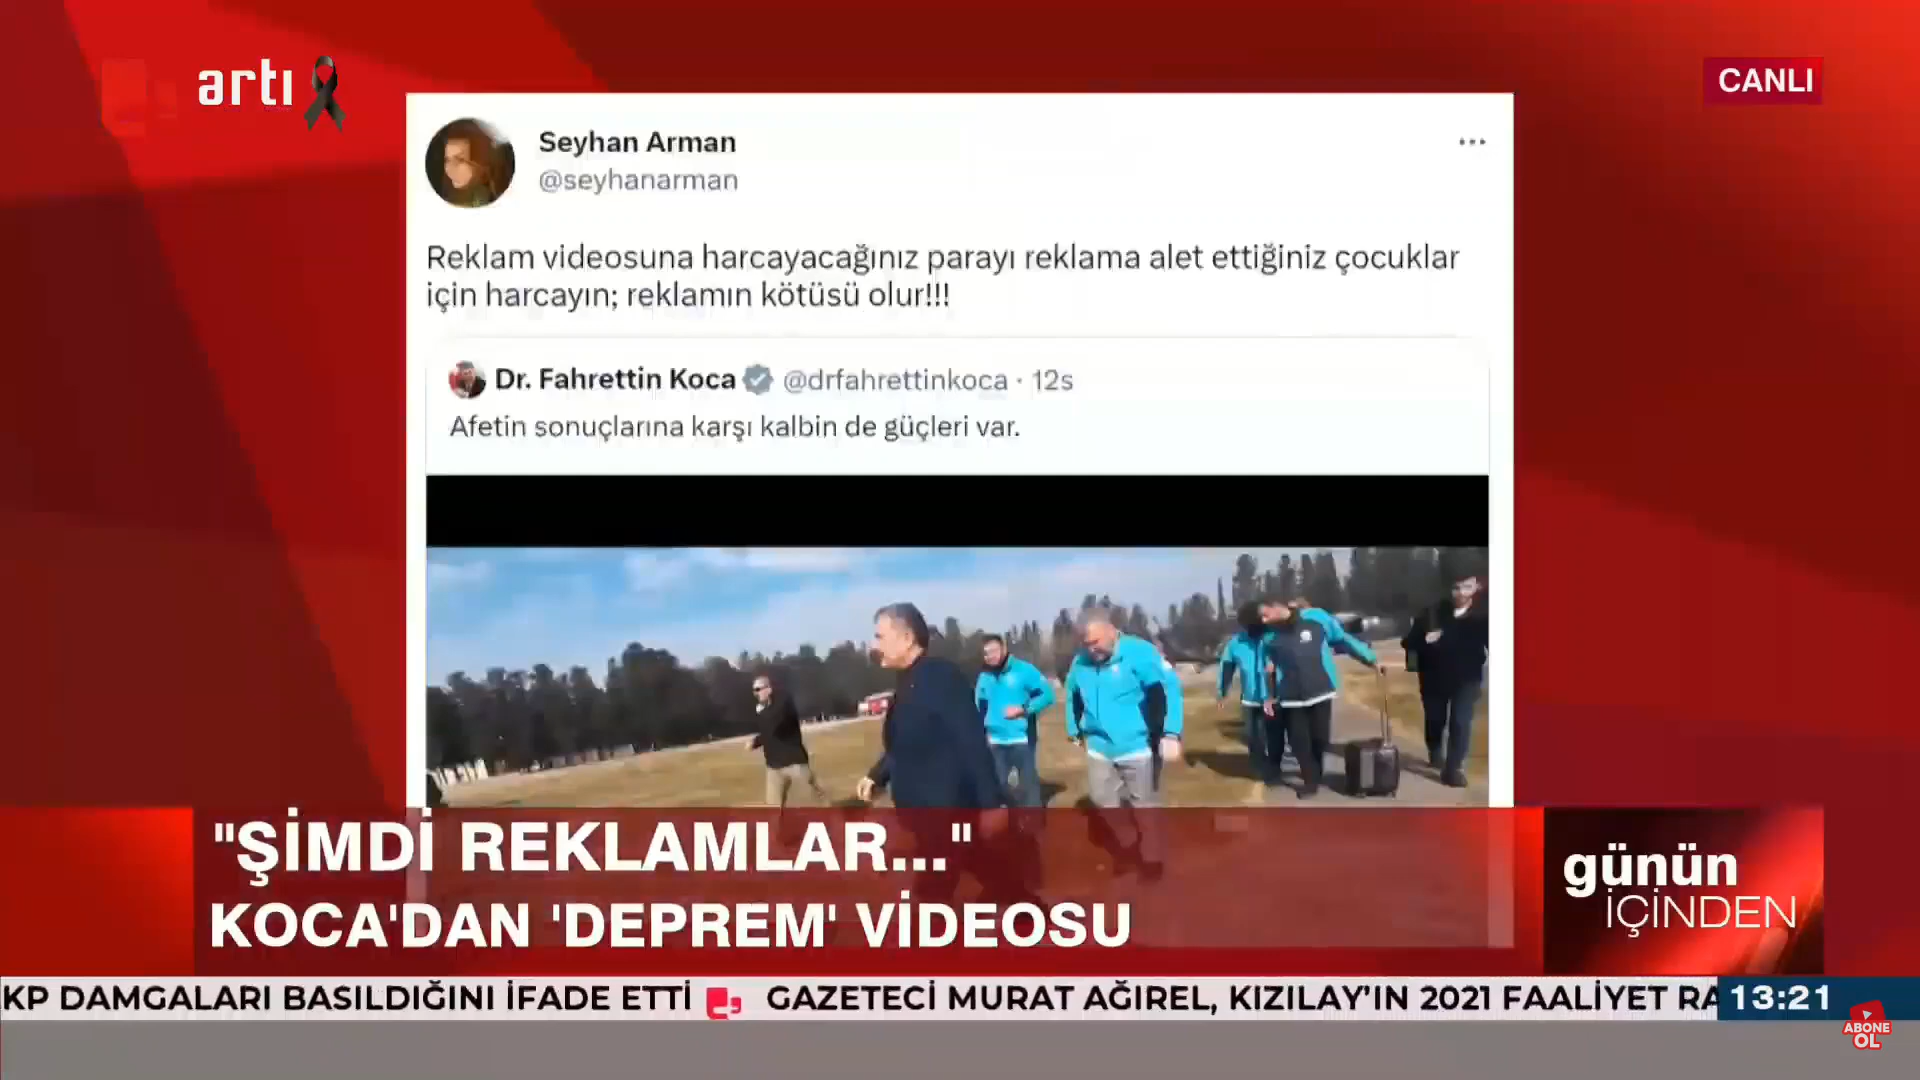 artı
CANLI
Seyhan Arman
@seyhanarman
Reklam videosuna harcayacağınız parayı reklama alet ettiğiniz çocuklar
için harcayın; reklamın kötüsü olur!!!
Dr. Fahrettin Koca @drfahrettinkoca · 12s
Afetin sonuçlarına karşı kalbin de güçleri var.
"ŞİMDİ REKLAMLAR..."
KOCA'DAN 'DEPREM' VİDEOSU
günün
İÇİNDEN
KP DAMGALARI BASILDIĞINI İFADE ETTİ GAZETECİ MURAT AĞIREL, KIZILAY’IN 2021 FAALİYET RA
13:21
ABONE
OL